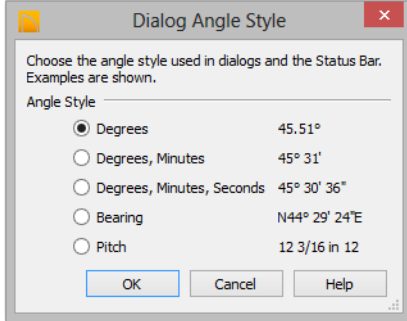 Dialog Angle Style
Choose the angle style used in dialogs and the Status Bar.
Examples are shown.
Angle Style
Degrees 45.51°
Degrees, Minutes 45° 31'
Degrees, Minutes, Seconds 45° 30' 36"
Bearing N44° 29' 24"E
Pitch 12 3/16 in 12
OK Cancel Help